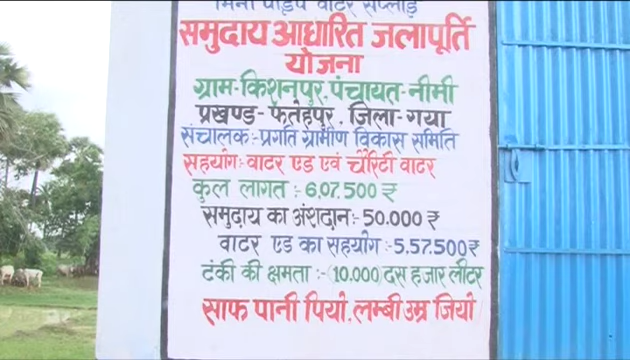 मिनी पाईप वाटर सप्लाई
समुदाय आधारित जलापूर्ति
योजना
ग्राम-किशनपुर, पंचायत-नीमी
प्रखण्ड- फतेहपुर, जिला-गया
संचालक:-प्रगति ग्रामीण विकास समिति
सहयोग:- वाटर एड एवं चैरिटी वाटर
कुल लागत :- 6,07,500 ₹
समुदाय का अंशदान:- 50.000 ₹
वाटर एड का सहयोग :- 5,57,500₹
टंकी की क्षमता :- (10.000) दस हजार लीटर
साफ पानी पियो, लम्बी उम्र जियो